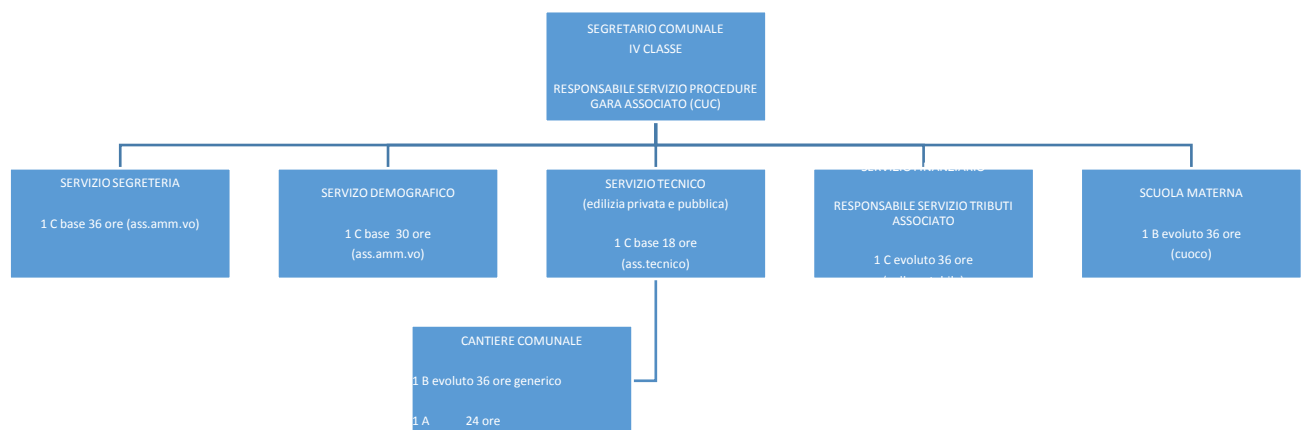 SEGRETARIO COMUNALE
IV CLASSE
RESPONSABILE SERVIZIO PROCEDURE
GARA ASSOCIATO (CUC)
SERVIZIO SEGRETERIA
1 C base 36 ore (ass.amm.vo)
SERVIZO DEMOGRAFICO
1 C base 30 ore
(ass.amm.vo)
SERVIZIO TECNICO
(edilizia privata e pubblica)
1 C base 18 ore
(ass.tecnico)
SERVIZIO FINANZIARIO
RESPONSABILE SERVIZIO TRIBUTI
ASSOCIATO
1 C evoluto 36 ore
SCUOLA MATERNA
1 B evoluto 36 ore
(cuoco)
CANTIERE COMUNALE
1 B evoluto 36 ore generico
1 A 24 ore